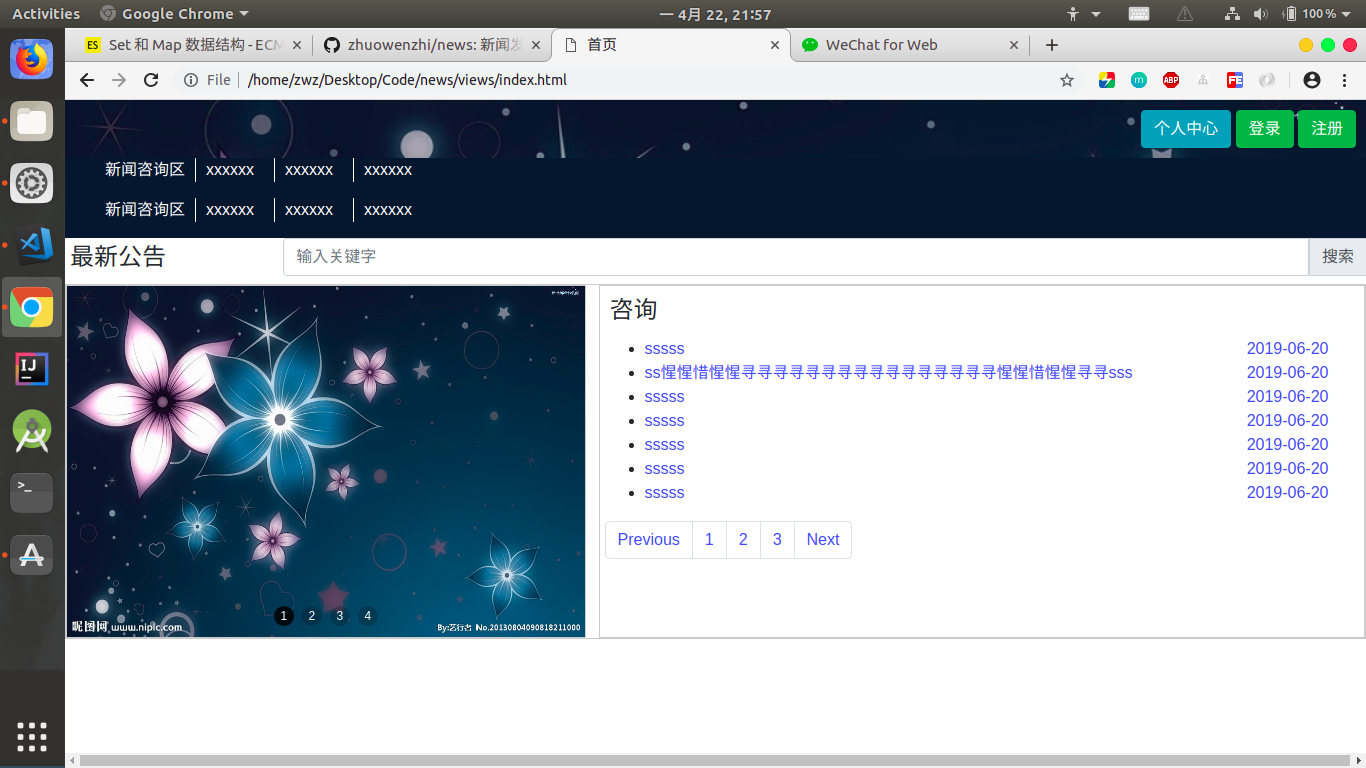 Activities Google Chrome 一 4月 22, 21:57 100 %
ES Set 和 Map 数据结构 - ECM zhuowenzhi/news: 新闻发 首页 WeChat for Web
File /home/zwz/Desktop/Code/news/views/index.html ABP FE
个人中心 登录 注册
新闻咨询区 xxxxxx xxxxxx xxxxxx
新闻咨询区 xxxxxx xxxxxx xxxxxx
最新公告 输入关键字 搜索
咨询
sssss 2019-06-20
ss惺惺惜惺惺寻寻寻寻寻寻寻寻寻寻寻寻寻寻寻寻惺惺惜惺惺寻寻sss 2019-06-20
sssss 2019-06-20
sssss 2019-06-20
sssss 2019-06-20
sssss 2019-06-20
sssss 2019-06-20
Previous 1 2 3 Next
1 2 3 4
昵图网 www.nipic.com By:艺行者 No.20130804090818211000